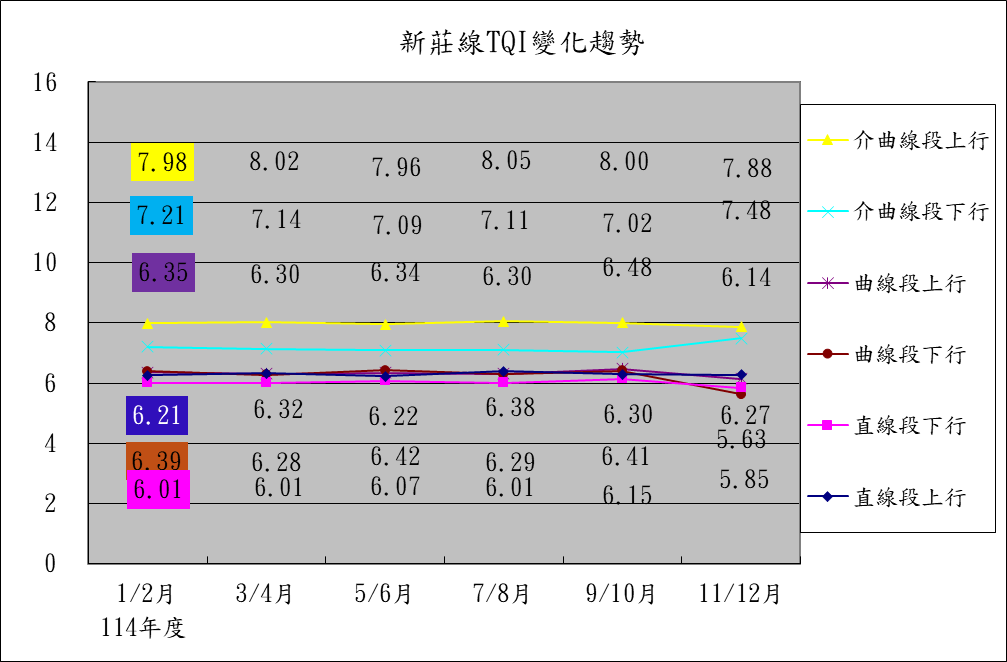 新莊線TQI變化趨勢
16
14
12
10
8
6
4
2
0
7.98 8.02 7.96 8.05 8.00 7.88
7.21 7.14 7.09 7.11 7.02 7.48
6.35 6.30 6.34 6.30 6.48 6.14
6.21 6.32 6.22 6.38 6.30 6.27
6.39 6.28 6.42 6.29 6.41 5.63
6.01 6.01 6.07 6.01 6.15 5.85
1/2月 3/4月 5/6月 7/8月 9/10月 11/12月
114年度
介曲線段上行
介曲線段下行
曲線段上行
曲線段下行
直線段下行
直線段上行